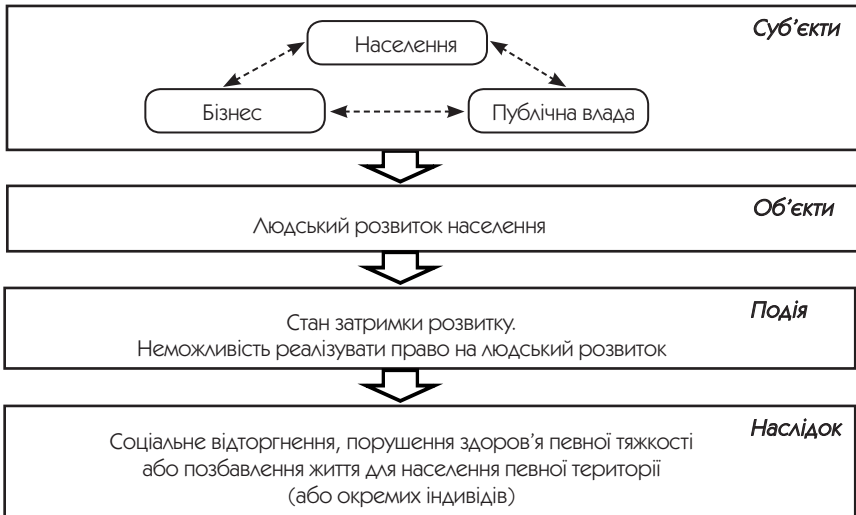 Суб’єкти
Населення
Бізнес
Публічна влада
Об’єкти
Людський розвиток населення
Подія
Стан затримки розвитку.
Неможливість реалізувати право на людський розвиток
Наслідок
Соціальне відторгнення, порушення здоров’я певної тяжкості
або позбавлення життя для населення певної території
(або окремих індивідів)